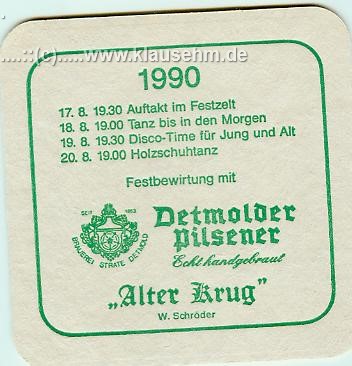 .....::(c).....www.klausehm.de
1990
17. 8. 19.30 Auftakt im Festzelt
18. 8. 19.00 Tanz bis in den Morgen
19. 8. 19.30 Disco-Time für Jung und Alt
20. 8. 19.00 Holzschuhtanz
Festbewirtung mit
SEIT 1863
BRAUEREI STRATE DETMOLD
Detmolder
Pilsener
Echt handgebraut
„Alter Krug"
W. Schröder